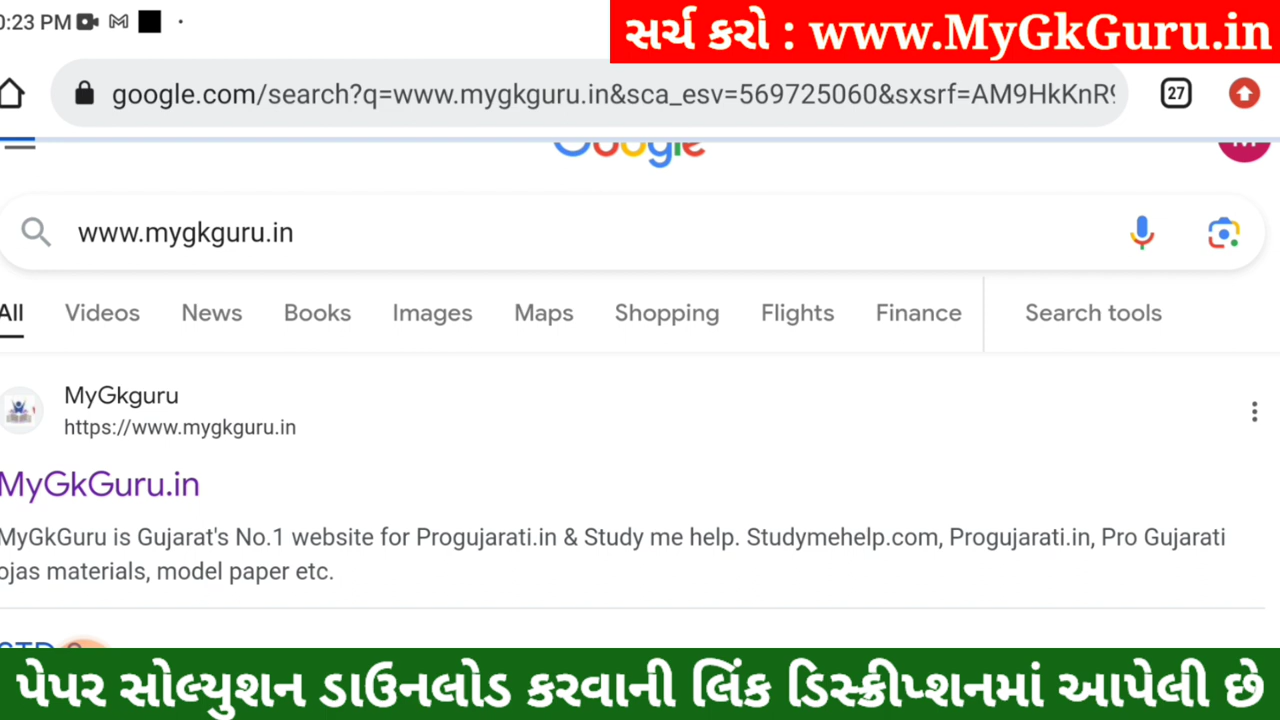 0:23 PM
સર્ચ કરો : www.MyGkGuru.in
google.com/search?q=www.mygkguru.in&sca_esv=569725060&sxsrf=AM9HkKnR9
27
Google
www.mygkguru.in
All Videos News Books Images Maps Shopping Flights Finance Search tools
MyGkguru
https://www.mygkguru.in
MyGkGuru.in
MyGkGuru is Gujarat's No.1 website for Progujarati.in & Study me help. Studymehelp.com, Progujarati.in, Pro Gujarati
ojas materials, model paper etc.
પેપર સોલ્યુશન ડાઉનલોડ કરવાની લિંક ડિસ્ક્રીપ્શનમાં આપેલી છે